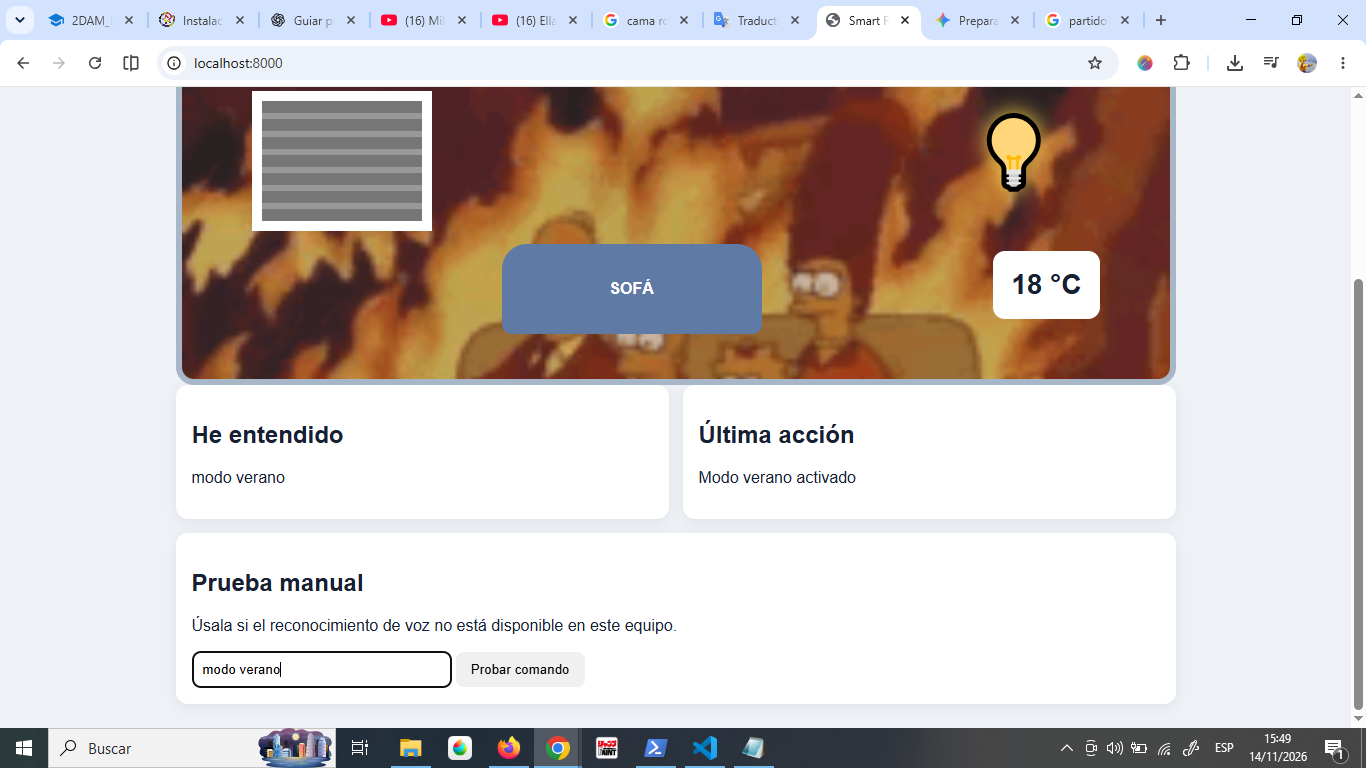 2DAM_
Instalac
Guiar p
(16) Mi
(16) Ella
cama ro
Traduct
Smart R
Prepara
partido
localhost:8000
SOFÁ
18 °C
He entendido
modo verano
Última acción
Modo verano activado
Prueba manual
Úsala si el reconocimiento de voz no está disponible en este equipo.
modo verano
Probar comando
Buscar
ESP
15:49
14/11/2026
1